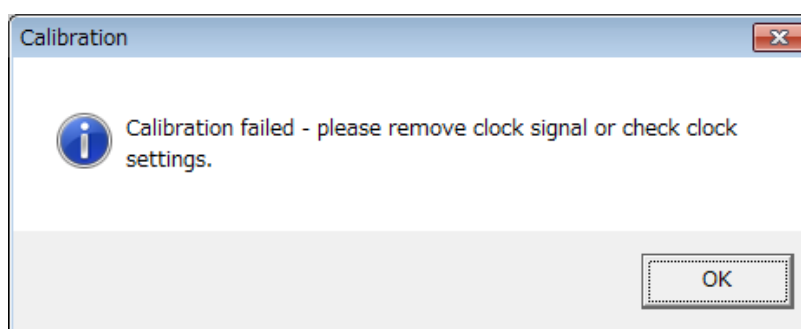 Calibration
Calibration failed - please remove clock signal or check clock
settings.
OK